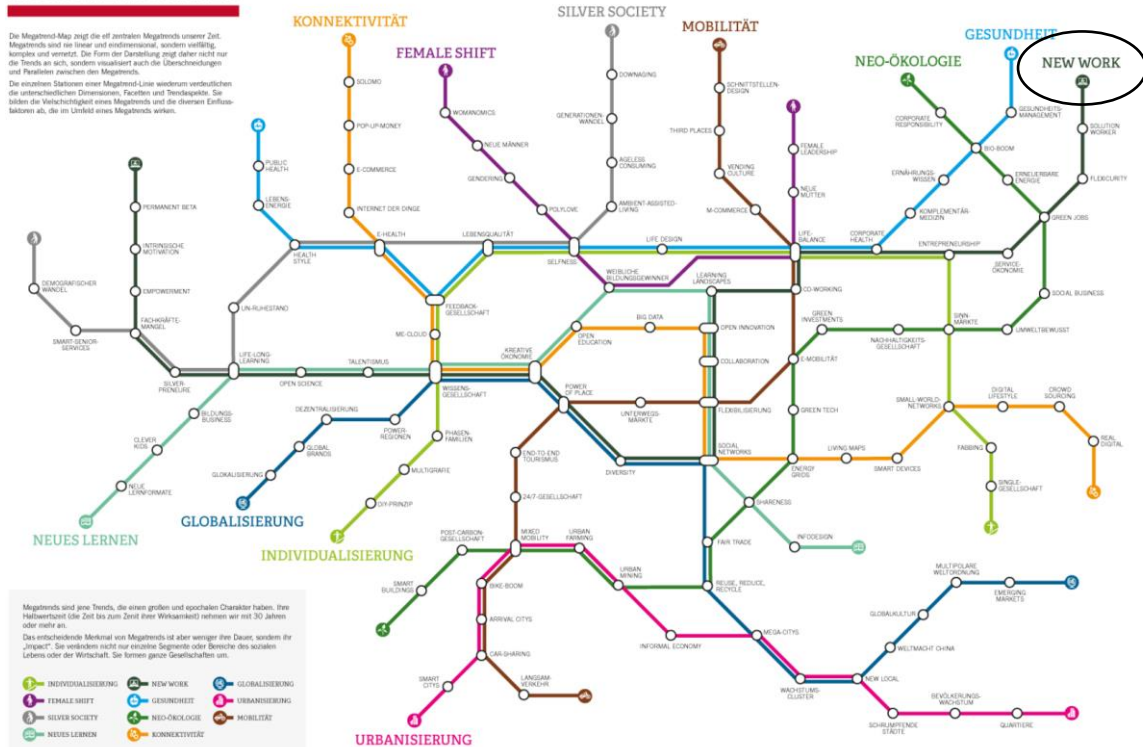 Die Megatrend-Map zeigt die elf zentralen Megatrends unserer Zeit.
Megatrends sind nie linear und eindimensional, sondern vielfältig,
komplex und vernetzt. Die Form der Darstellung zeigt daher nicht nur
die Trends an sich, sondern visualisiert auch die Überschneidungen
und Parallelen zwischen den Megatrends.
Die einzelnen Stationen einer Megatrend-Linie wiederum verdeutlichen
die unterschiedlichen Dimensionen, Facetten und Trendaspekte. Sie
bilden die Vielschichtigkeit eines Megatrends und die diversen Einfluss-
faktoren ab, die im Umfeld eines Megatrends wirken.
KONNEKTIVITÄT
SOLOMO
POP-UP-MONEY
E-COMMERCE
INTERNET DER DINGE
FEMALE SHIFT
WOMANOMICS
NEUE MÄNNER
GENDERING
POLYLOVE
SILVER SOCIETY
DOWNAGING
GENERATIONEN-
WANDEL
AGELESS
CONSUMING
AMBIENT-ASSISTED-
LIVING
MOBILITÄT
SCHNITTSTELLEN-
DESIGN
THIRD PLACES
VENDING
CULTURE
M-COMMERCE
FEMALE
LEADERSHIP
NEUE
MÜTTER
LIFE-
BALANCE
NEO-ÖKOLOGIE
CORPORATE
RESPONSIBILITY
GESUNDHEIT
GESUNDHEITS-
MANAGEMENT
BIO-BOOM
ERNÄHRUNGS-
WISSEN
ERNEUERBARE
ENERGIE
KOMPLEMENTÄR-
MEDIZIN
CORPORATE
HEALTH
NEW WORK
SOLUTION
WORKER
FLEXICURITY
GREEN JOBS
ENTREPRENEURSHIP
SERVICE-
ÖKONOMIE
PUBLIC
HEALTH
LEBENS-
ENERGIE
PERMANENT BETA
INTRINSISCHE
MOTIVATION
EMPOWERMENT
FACHKRÄFTE-
MANGEL
DEMOGRAFISCHER
WANDEL
SMART-SENIOR-
SERVICES
SILVER-
PRENEURE
HEALTH
STYLE
UN-RUHESTAND
LIFE-LONG-
LEARNING
E-HEALTH
LEBENSQUALITÄT
SELFNESS
LIFE DESIGN
FEEDBACK-
GESELLSCHAFT
ME-CLOUD
WEIBLICHE
BILDUNGSGEWINNER
LEARNING
LANDSCAPES
CO-WORKING
OPEN SCIENCE
TALENTISMUS
WISSENS-
GESELLSCHAFT
KREATIVE
ÖKONOMIE
OPEN
EDUCATION
BIG DATA
OPEN INNOVATION
COLLABORATION
E-MOBILITÄT
GREEN
INVESTMENTS
NACHHALTIGKEITS-
GESELLSCHAFT
SINN-
MÄRKTE
UMWELTBEWUSST
SOCIAL BUSINESS
POWER
OF PLACE
UNTERWEGS-
MÄRKTE
FLEXIBILISIERUNG
GREEN TECH
SMALL-WORLD-
NETWORKS
DIGITAL
LIFESTYLE
CROWD
SOURCING
REAL
DIGITAL
BILDUNGS-
BUSINESS
CLEVER
KIDS
NEUE
LERNFORMATE
NEUES LERNEN
DEZENTRALISIERUNG
POWER-
REGIONEN
GLOBAL
BRANDS
GLOKALISIERUNG
GLOBALISIERUNG
PHASEN-
FAMILIEN
MULTIGRAFIE
DIY-PRINZIP
INDIVIDUALISIERUNG
END-TO-END
TOURISMUS
24/7-GESELLSCHAFT
DIVERSITY
SOCIAL
NETWORKS
ENERGY
GRIDS
LIVING MAPS
SMART DEVICES
FABBING
SINGLE-
GESELLSCHAFT
SHARENESS
INFODESIGN
FAIR TRADE
POST-CARBON-
GESELLSCHAFT
SMART
BUILDINGS
MIXED
MOBILITY
URBAN
FARMING
URBAN
MINING
REUSE, REDUCE,
RECYCLE
BIKE-BOOM
ARRIVAL CITYS
CAR-SHARING
SMART
CITYS
LANGSAM-
VERKEHR
URBANISIERUNG
INFORMAL ECONOMY
MEGA-CITYS
WACHSTUMS-
CLUSTER
NEW LOCAL
WELTMACHT CHINA
GLOBALKULTUR
MULTIPOLARE
WELTORDNUNG
EMERGING
MARKETS
SCHRUMPFENDE
STÄDTE
BEVÖLKERUNGS-
WACHSTUM
QUARTIERE
Megatrends sind jene Trends, die einen großen und epochalen Charakter haben. Ihre
Halbwertszeit (die Zeit bis zum Zenit ihrer Wirksamkeit) nehmen wir mit 30 Jahren
oder mehr an.
Das entscheidende Merkmal von Megatrends ist aber weniger ihre Dauer, sondern ihr
„Impact“. Sie verändern nicht nur einzelne Segmente oder Bereiche des sozialen
Lebens oder der Wirtschaft. Sie formen ganze Gesellschaften um.
INDIVIDUALISIERUNG
NEW WORK
GLOBALISIERUNG
FEMALE SHIFT
GESUNDHEIT
URBANISIERUNG
SILVER SOCIETY
NEO-ÖKOLOGIE
MOBILITÄT
NEUES LERNEN
KONNEKTIVITÄT